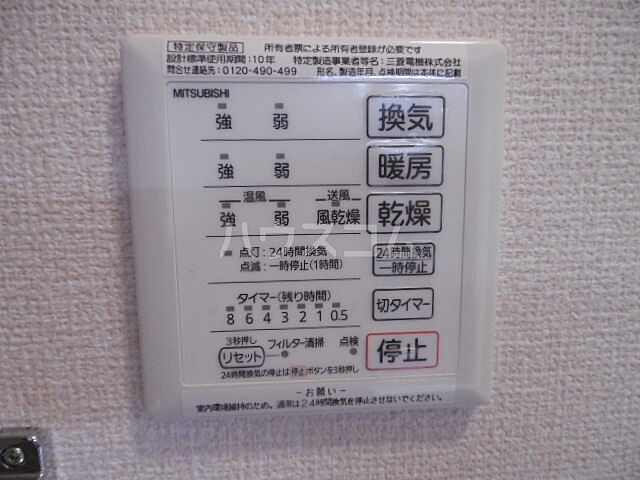 特定保守製品 所有者票による所有者登録が必要です
設計標準使用期間:10年 特定製造事業者等名:三菱電機株式会社
問合せ連絡先:0120-490-499 形名、製造年月、点検期間は本体に記載
MITSUBISHI
強 弱 換気
強 弱 暖房
温風 送風
強 弱 風乾燥 乾燥
点灯:24時間換気
点滅:一時停止(1時間)
24時間換気
一時停止
タイマー(残り時間)
8 6 4 3 2 1 0.5
切タイマー
3秒押し
リセット フィルター清掃 点検
停止
24時間換気の停止は停止ボタンを3秒押し
－お願い－
室内環境維持のため、通常は24時間換気を停止させないでください。
ハウスコム